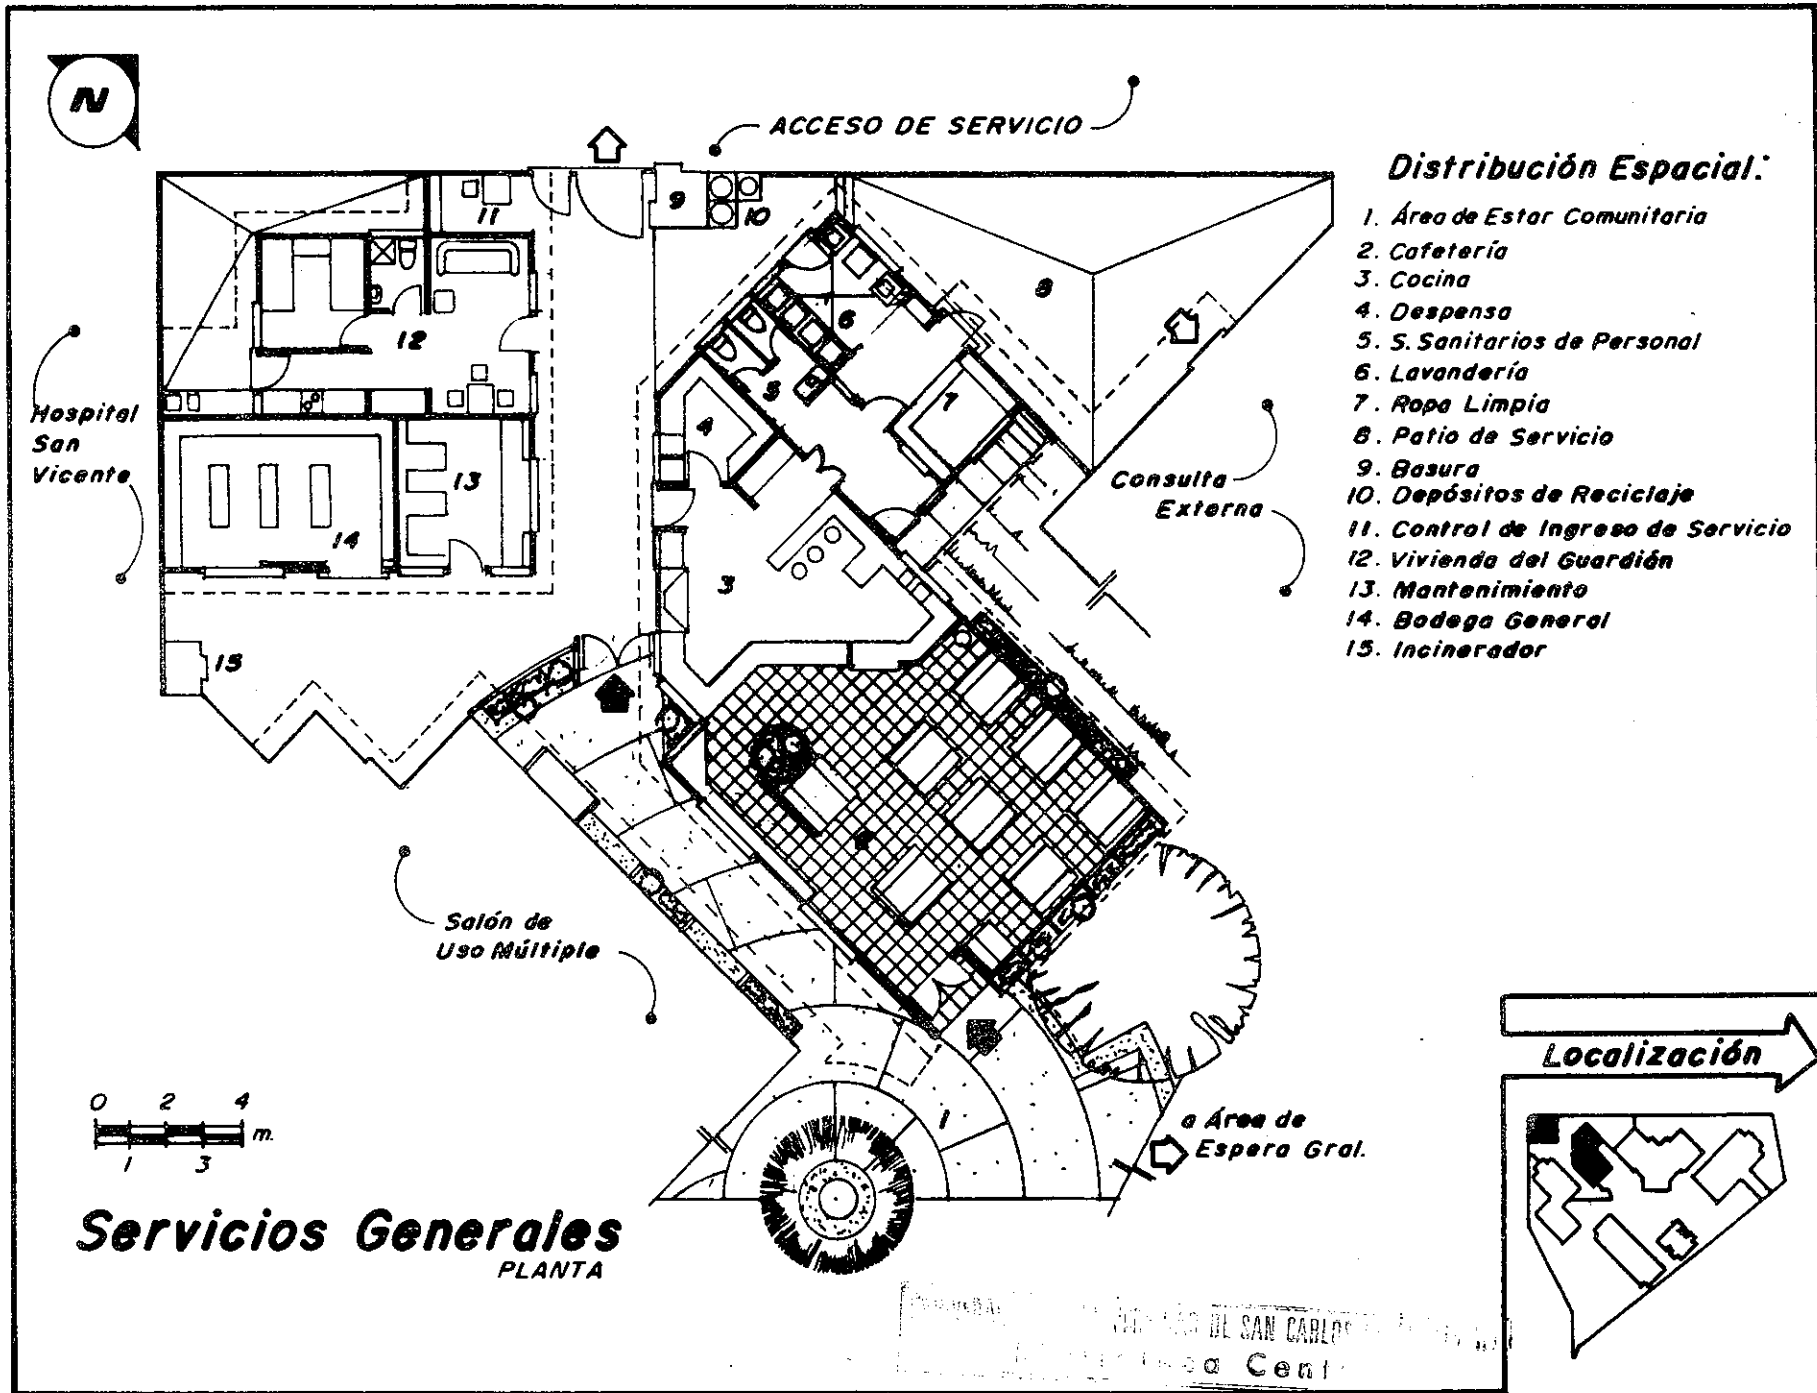 N
ACCESO DE SERVICIO
Distribución Espacial:
1. Área de Estar Comunitaria
2. Cafetería
3. Cocina
4. Despensa
5. S. Sanitarios de Personal
6. Lavandería
7. Ropa Limpia
8. Patio de Servicio
9. Basura
10. Depósitos de Reciclaje
11. Control de Ingreso de Servicio
12. Vivienda del Guardián
13. Mantenimiento
14. Bodega General
15. Incinerador
11
9
10
8
12
6
Hospital
San
Vicente
5
7
4
13
14
Consulta
Externa
3
15
Salón de
Uso Múltiple
1
a Área de
Espera Gral.
Localización
0 2 4
m.
1 3
Servicios Generales
PLANTA
DE SAN CARLOS